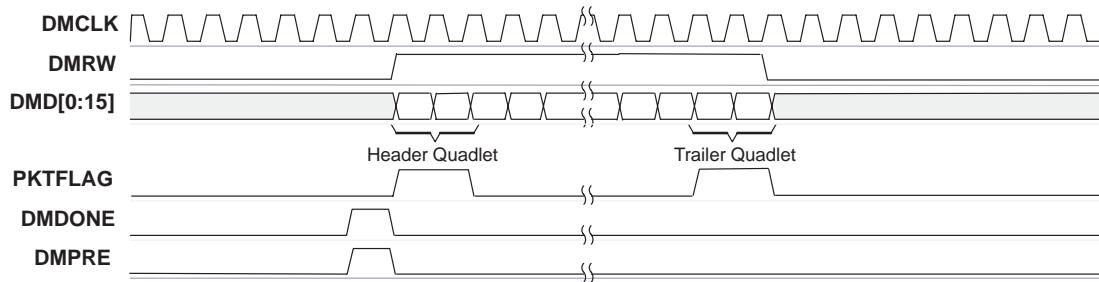 DMCLK
DMRW
DMD[0:15]
Header Quadlet
Trailer Quadlet
PKTFLAG
DMDONE
DMPRE